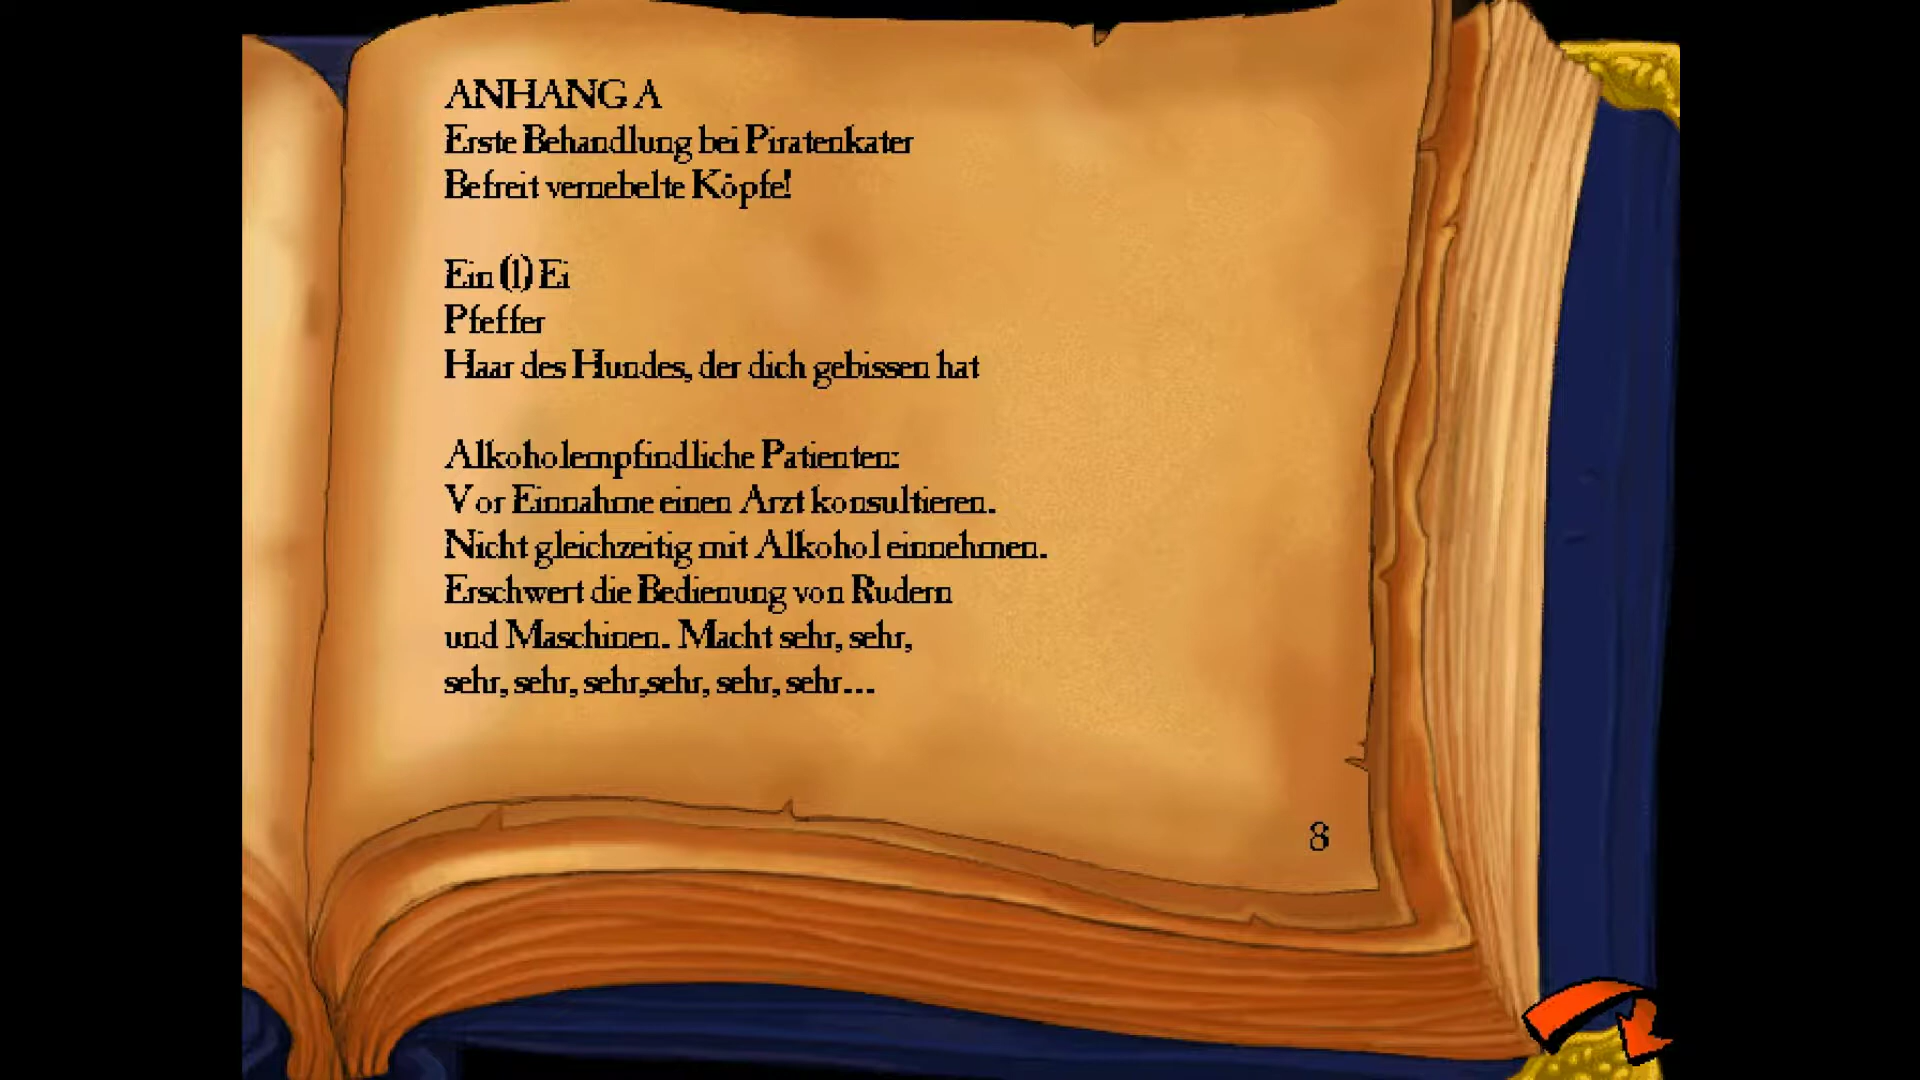 ANHANG A
Erste Behandlung bei Piratenkater
Befreit vernebelte Köpfe!
Ein (1) Ei
Pfeffer
Haar des Hundes, der dich gebissen hat
Alkoholempfindliche Patienten:
Vor Einnahme einen Arzt konsultieren.
Nicht gleichzeitig mit Alkohol einnehmen.
Erschwert die Bedienung von Rudern
und Maschinen. Macht sehr, sehr,
sehr, sehr, sehr,sehr, sehr, sehr...
8